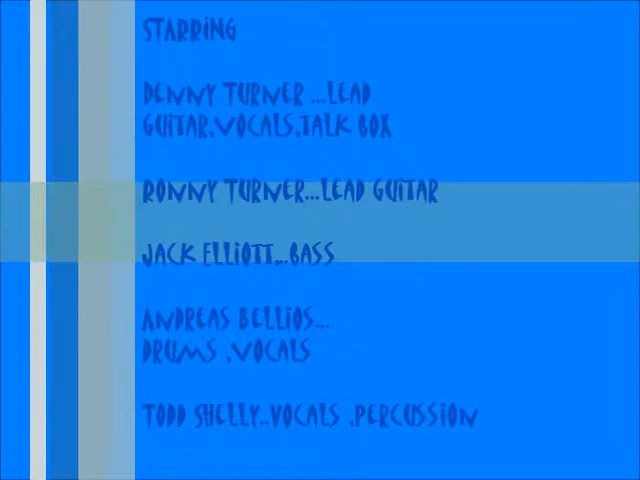 STARRING
DENNY TURNER ...LEAD
GUITAR,VOCALS,TALK BOX
RONNY TURNER...LEAD GUITAR
JACK ELLIOTT,..BASS
ANDREAS BELLIOS...
DRUMS ,VOCALS
TODD SHELLY..VOCALS ,PERCUSSION